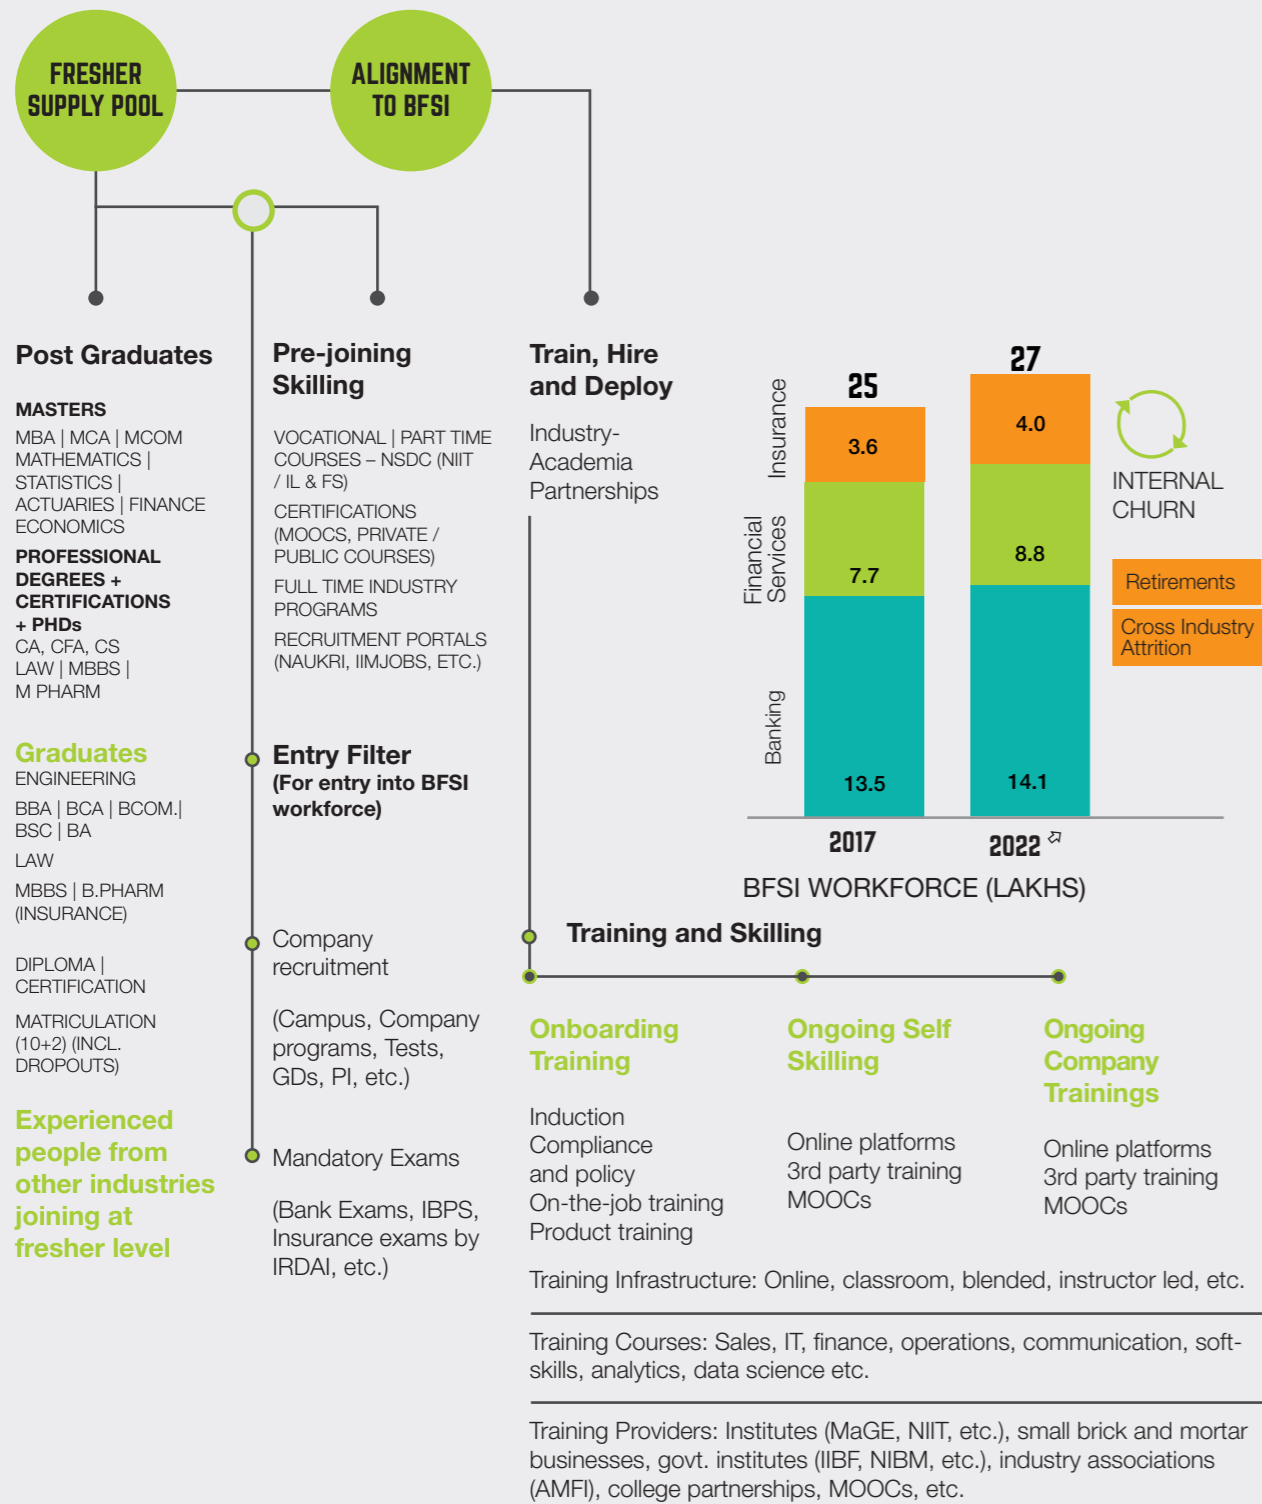 FRESHER
SUPPLY POOL
ALIGNMENT
TO BFSI
Post Graduates
MASTERS
MBA | MCA | MCOM
MATHEMATICS |
STATISTICS |
ACTUARIES | FINANCE
ECONOMICS
PROFESSIONAL
DEGREES +
CERTIFICATIONS
+ PHDs
CA, CFA, CS
LAW | MBBS |
M PHARM
Graduates
ENGINEERING
BBA | BCA | BCOM.|
BSC | BA
LAW
MBBS | B.PHARM
(INSURANCE)
DIPLOMA |
CERTIFICATION
MATRICULATION
(10+2) (INCL.
DROPOUTS)
Experienced
people from
other industries
joining at
fresher level
Pre-joining
Skilling
VOCATIONAL | PART TIME
COURSES – NSDC (NIIT
/ IL & FS)
CERTIFICATIONS
(MOOCS, PRIVATE /
PUBLIC COURSES)
FULL TIME INDUSTRY
PROGRAMS
RECRUITMENT PORTALS
(NAUKRI, IIMJOBS, ETC.)
Entry Filter
(For entry into BFSI
workforce)
Company
recruitment
(Campus, Company
programs, Tests,
GDs, PI, etc.)
Mandatory Exams
(Bank Exams, IBPS,
Insurance exams by
IRDAI, etc.)
Train, Hire
and Deploy
Industry-
Academia
Partnerships
Insurance
Financial
Services
Banking
25
3.6
7.7
13.5
2017
27
4.0
8.8
14.1
2022
BFSI WORKFORCE (LAKHS)
INTERNAL
CHURN
Retirements
Cross Industry
Attrition
Training and Skilling
Onboarding
Training
Induction
Compliance
and policy
On-the-job training
Product training
Ongoing Self
Skilling
Online platforms
3rd party training
MOOCs
Ongoing
Company
Trainings
Online platforms
3rd party training
MOOCs
Training Infrastructure: Online, classroom, blended, instructor led, etc.
Training Courses: Sales, IT, finance, operations, communication, soft-
skills, analytics, data science etc.
Training Providers: Institutes (MaGE, NIIT, etc.), small brick and mortar
businesses, govt. institutes (IIBF, NIBM, etc.), industry associations
(AMFI), college partnerships, MOOCs, etc.